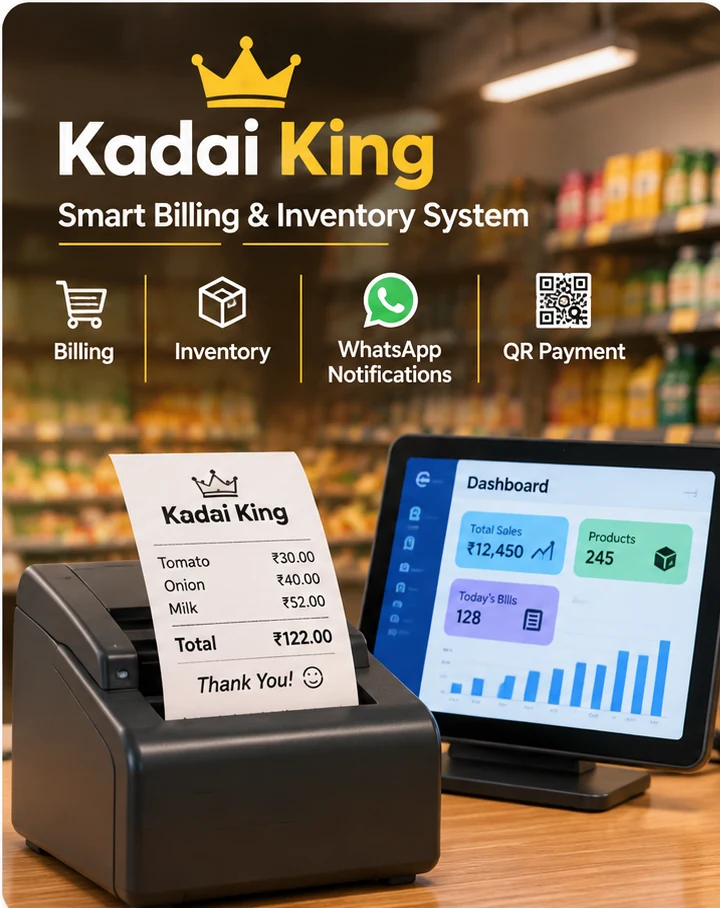 Kadai King
Smart Billing & Inventory System
Billing
Inventory
WhatsApp
Notifications
QR Payment
Kadai King
Tomato ₹30.00
Onion ₹40.00
Milk ₹52.00
Total ₹122.00
Thank You!
Dashboard
Total Sales
₹12,450
Products
245
Today's Bills
128